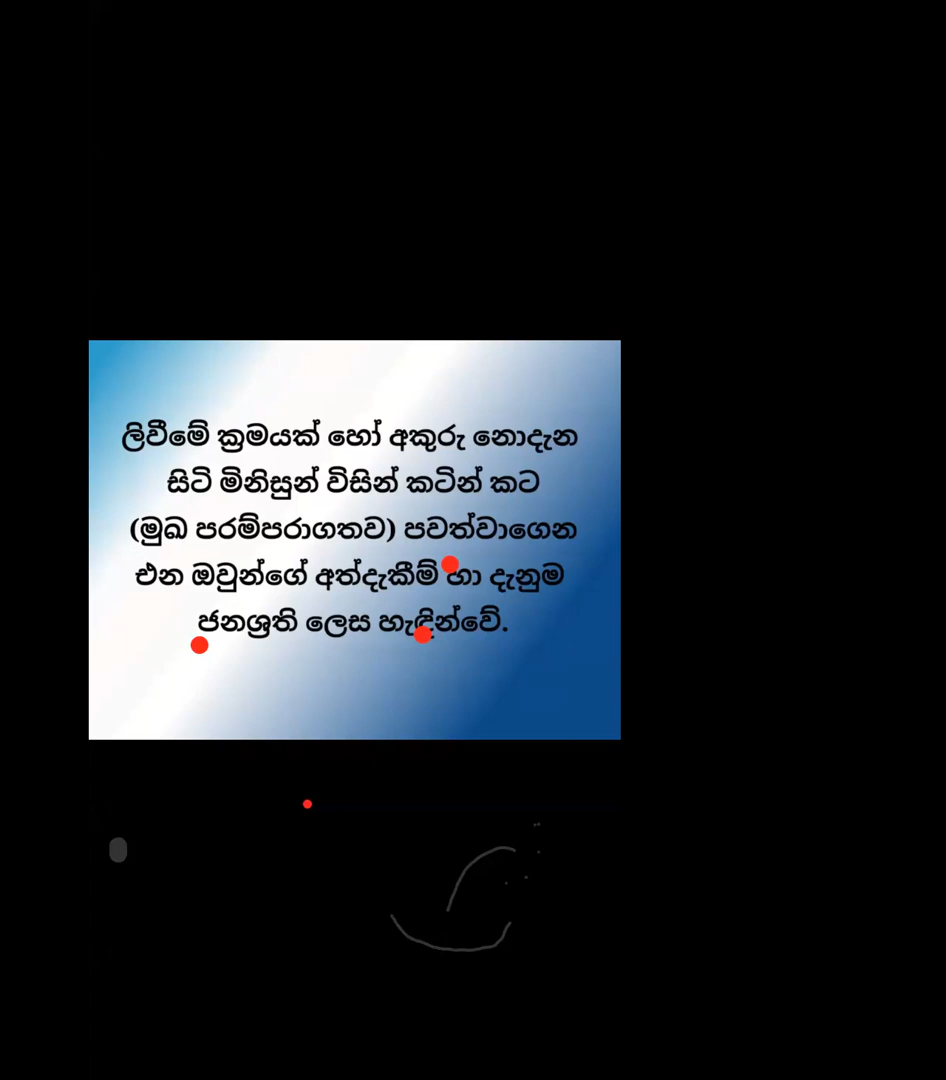 ලිවීමේ ක්‍රමයක් හෝ අකුරු නොදැන
සිටි මිනිසුන් විසින් කටින් කට
(මුඛ පරම්පරාගතව) පවත්වාගෙන
එන ඔවුන්ගේ අත්දැකීම් හා දැනුම
ජනශ්‍රැති ලෙස හැඳින්වේ.